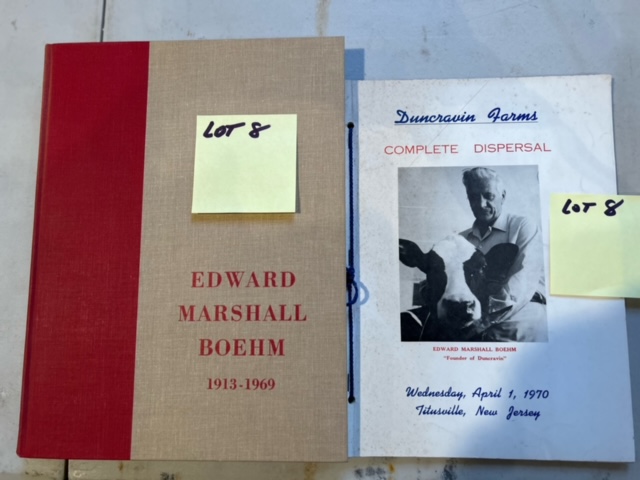 LOT 8
EDWARD
MARSHALL
BOEHM
1913-1969
Duncravin Farms
COMPLETE DISPERSAL
LOT 8
EDWARD MARSHALL BOEHM
"Founder of Duncravin"
Wednesday, April 1, 1970
Titusville, New Jersey